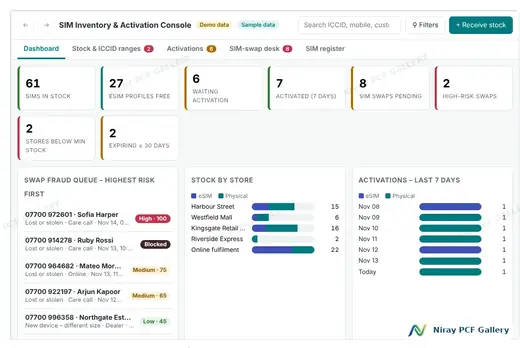 SIM Inventory & Activation Console
Demo data
Sample data
Search ICCID, mobile, custo
Filters
+ Receive stock
Dashboard
Stock & ICCID ranges 2
Activations 6
SIM-swap desk 8
SIM register
61
SIMS IN STOCK
27
ESIM PROFILES FREE
6
WAITING
ACTIVATION
7
ACTIVATED (7 DAYS)
8
SIM SWAPS PENDING
2
HIGH-RISK SWAPS
2
STORES BELOW MIN
STOCK
2
EXPIRING ≤ 30 DAYS
SWAP FRAUD QUEUE – HIGHEST RISK
FIRST
07700 972601 · Sofia Harper
Lost or stolen · Care call · Nov 14, 0...
High · 100
07700 914278 · Ruby Rossi
Lost or stolen · Care call · Nov 13, 10:...
Blocked
07700 964682 · Mateo Mor...
Lost or stolen · Online · Nov 13, 11...
Medium · 75
07700 922197 · Arjun Kapoor
Lost or stolen · Care call · Nov 12...
Medium · 65
07700 996358 · Northgate Est...
New device – different size · Dealer · ...
Low · 45
STOCK BY STORE
eSIM Physical
Harbour Street 15
Westfield Mall 6
Kingsgate Retail ... 16
Riverside Express 2
Online fulfilment 22
ACTIVATIONS – LAST 7 DAYS
eSIM Physical
Nov 08 1
Nov 09 1
Nov 10 1
Nov 11 1
Nov 12 1
Nov 13 1
Today 1
Niray PCF Gallery